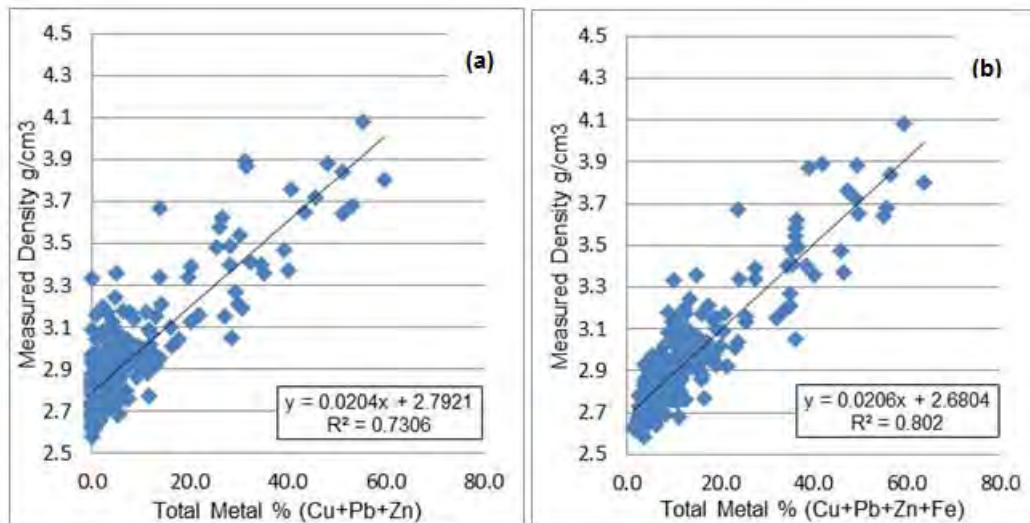 (a)
4.5
4.3
4.1
3.9
3.7
3.5
3.3
3.1
2.9
2.7
2.5
Measured Density g/cm3
y = 0.0204x + 2.7921
R² = 0.7306
0.0 20.0 40.0 60.0 80.0
Total Metal % (Cu+Pb+Zn)
(b)
4.5
4.3
4.1
3.9
3.7
3.5
3.3
3.1
2.9
2.7
2.5
Measured Density g/cm3
y = 0.0206x + 2.6804
R² = 0.802
0.0 20.0 40.0 60.0 80.0
Total Metal % (Cu+Pb+Zn+Fe)